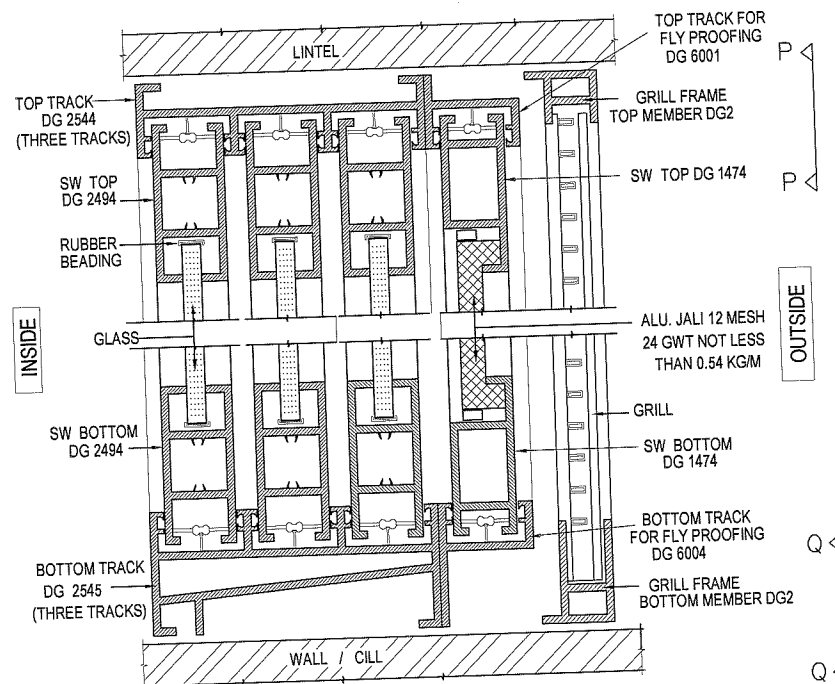 LINTEL
TOP TRACK FOR
FLY PROOFING
DG 6001
P
TOP TRACK
DG 2544
(THREE TRACKS)
GRILL FRAME
TOP MEMBER DG2
SW TOP
DG 2494
SW TOP DG 1474
P
RUBBER
BEADING
INSIDE
GLASS
ALU. JALI 12 MESH
24 GWT NOT LESS
THAN 0.54 KG/M
OUTSIDE
GRILL
SW BOTTOM
DG 2494
SW BOTTOM
DG 1474
BOTTOM TRACK
FOR FLY PROOFING
DG 6004
Q
BOTTOM TRACK
DG 2545
(THREE TRACKS)
GRILL FRAME
BOTTOM MEMBER DG2
WALL / CILL
Q